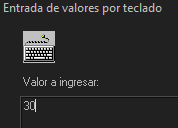 Entrada de valores por teclado
Valor a ingresar:
30